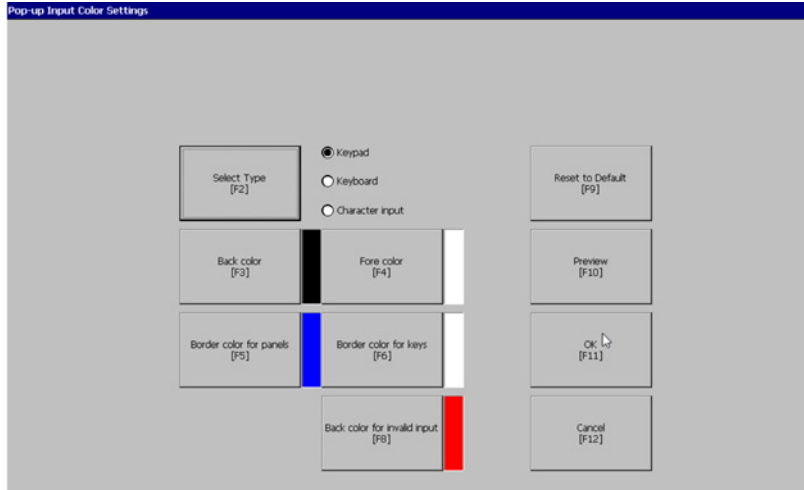 Pop-up Input Color Settings
Select Type
[F2]
Keypad
Keyboard
Character input
Reset to Default
[F9]
Back color
[F3]
Fore color
[F4]
Preview
[F10]
Border color for panels
[F5]
Border color for keys
[F6]
OK
[F11]
Back color for invalid input
[F8]
Cancel
[F12]